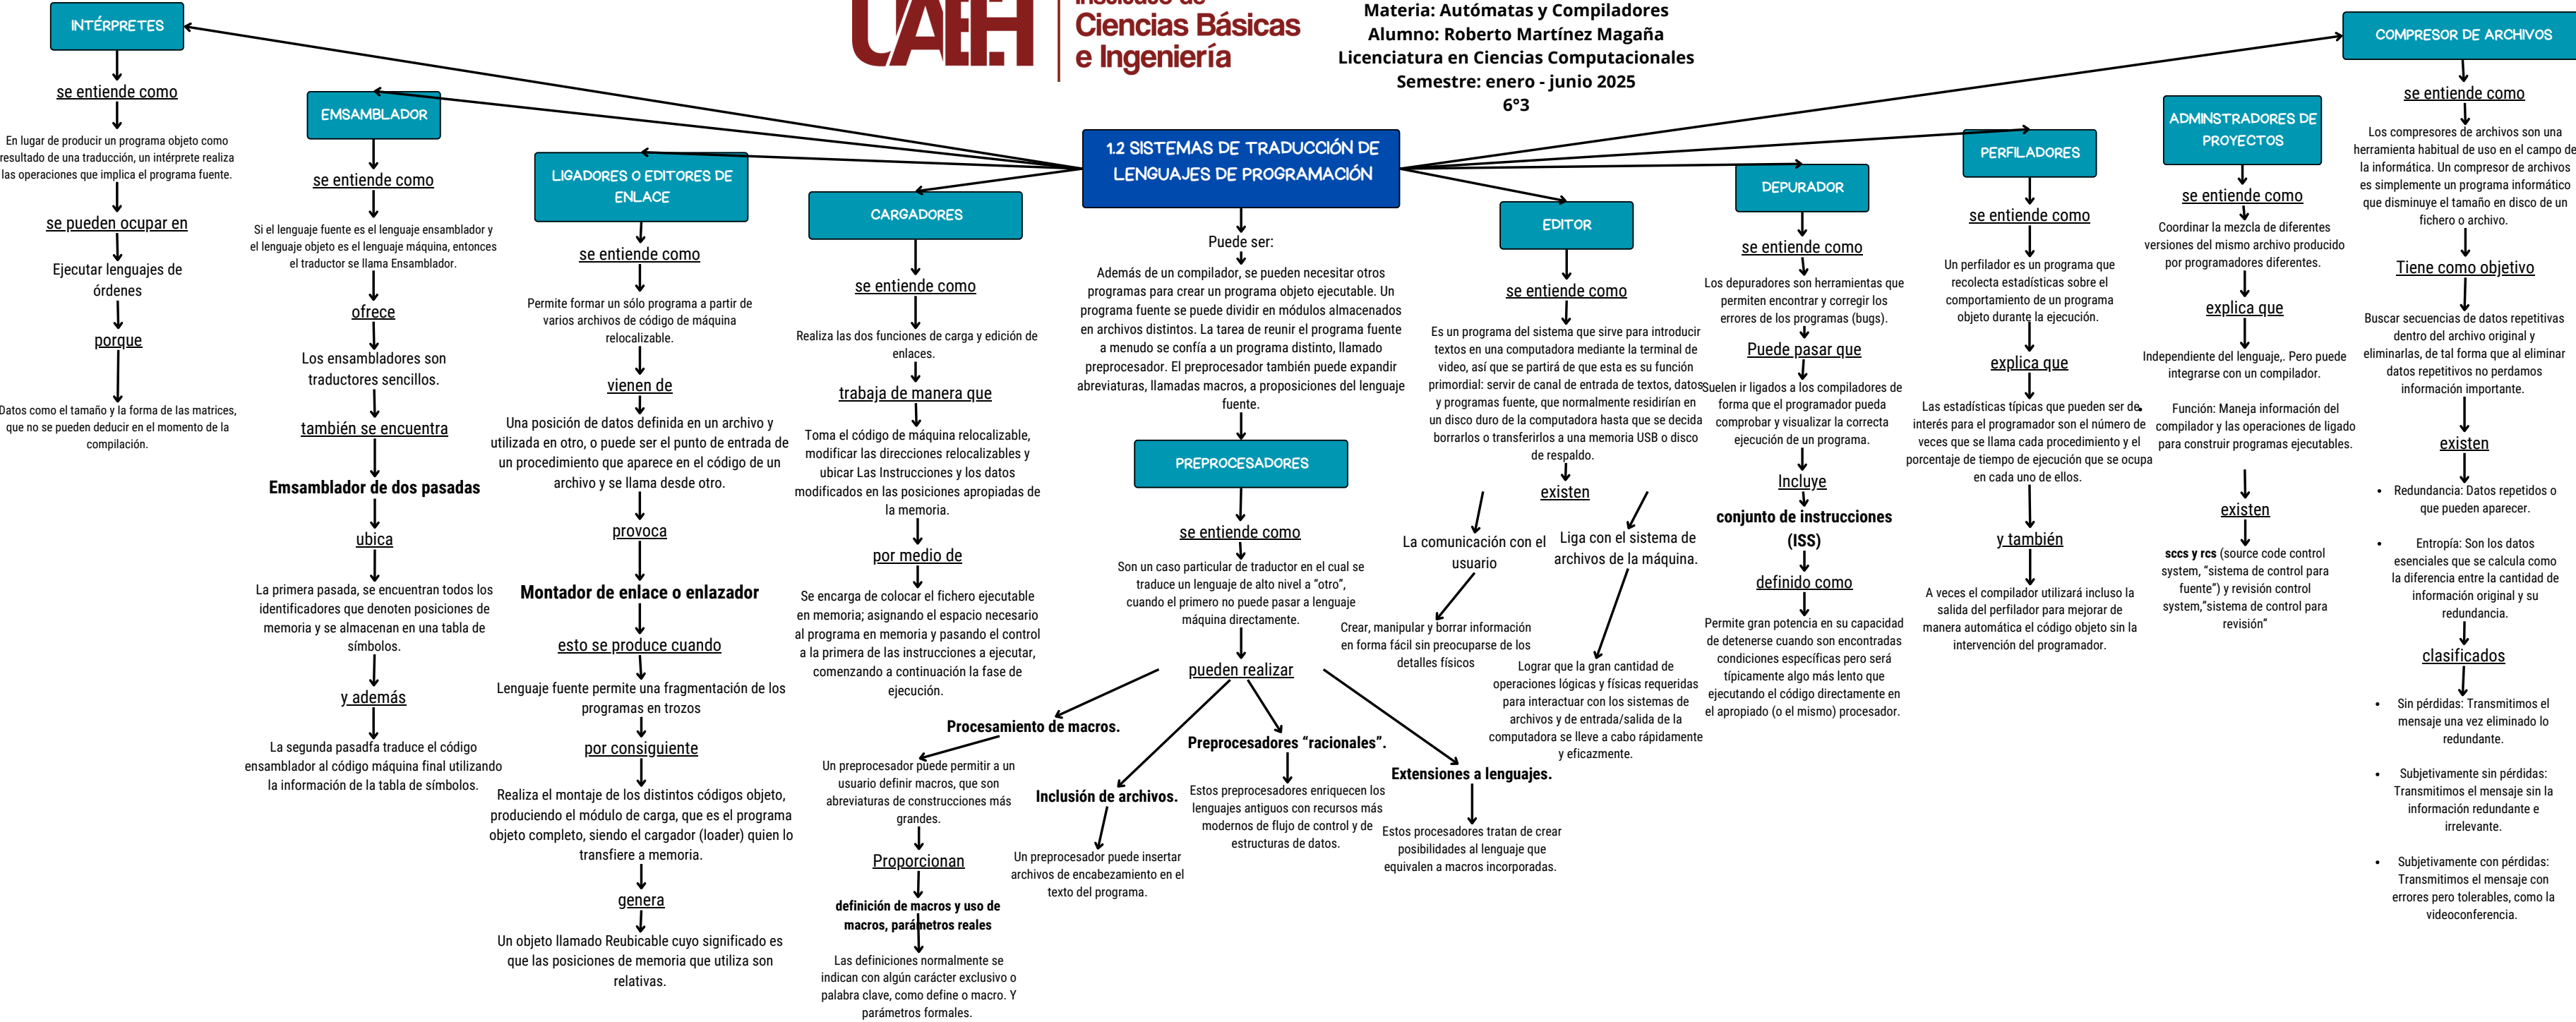 UAEH
Instituto de
Ciencias Básicas
e Ingeniería
Materia: Autómatas y Compiladores
Alumno: Roberto Martínez Magaña
Licenciatura en Ciencias Computacionales
Semestre: enero - junio 2025
6°3
1.2 SISTEMAS DE TRADUCCIÓN DE
LENGUAJES DE PROGRAMACIÓN
INTÉRPRETES
se entiende como
En lugar de producir un programa objeto como
resultado de una traducción, un intérprete realiza
las operaciones que implica el programa fuente.
se pueden ocupar en
Ejecutar lenguajes de
órdenes
porque
Datos como el tamaño y la forma de las matrices,
que no se pueden deducir en el momento de la
compilación.
EMSAMBLADOR
se entiende como
Si el lenguaje fuente es el lenguaje ensamblador y
el lenguaje objeto es el lenguaje máquina, entonces
el traductor se llama Ensamblador.
ofrece
Los ensambladores son
traductores sencillos.
también se encuentra
Emsamblador de dos pasadas
ubica
La primera pasada, se encuentran todos los
identificadores que denoten posiciones de
memoria y se almacenan en una tabla de
símbolos.
y además
La segunda pasadfa traduce el código
ensamblador al código máquina final utilizando
la información de la tabla de símbolos.
LIGADORES O EDITORES DE
ENLACE
se entiende como
Permite formar un sólo programa a partir de
varios archivos de código de máquina
relocalizable.
vienen de
Una posición de datos definida en un archivo y
utilizada en otro, o puede ser el punto de entrada de
un procedimiento que aparece en el código de un
archivo y se llama desde otro.
provoca
Montador de enlace o enlazador
esto se produce cuando
Lenguaje fuente permite una fragmentación de los
programas en trozos
por consiguiente
Realiza el montaje de los distintos códigos objeto,
produciendo el módulo de carga, que es el programa
objeto completo, siendo el cargador (loader) quien lo
transfiere a memoria.
genera
Un objeto llamado Reubicable cuyo significado es
que las posiciones de memoria que utiliza son
relativas.
CARGADORES
se entiende como
Realiza las dos funciones de carga y edición de
enlaces.
trabaja de manera que
Toma el código de máquina relocalizable,
modificar las direcciones relocalizables y
ubicar Las Instrucciones y los datos
modificados en las posiciones apropiadas de
la memoria.
por medio de
Se encarga de colocar el fichero ejecutable
en memoria; asignando el espacio necesario
al programa en memoria y pasando el control
a la primera de las instrucciones a ejecutar,
comenzando a continuación la fase de
ejecución.
Puede ser:
Además de un compilador, se pueden necesitar otros
programas para crear un programa objeto ejecutable. Un
programa fuente se puede dividir en módulos almacenados
en archivos distintos. La tarea de reunir el programa fuente
a menudo se confía a un programa distinto, llamado
preprocesador. El preprocesador también puede expandir
abreviaturas, llamadas macros, a proposiciones del lenguaje
fuente.
PREPROCESADORES
se entiende como
Son un caso particular de traductor en el cual se
traduce un lenguaje de alto nivel a "otro",
cuando el primero no puede pasar a lenguaje
máquina directamente.
pueden realizar
Procesamiento de macros.
Un preprocesador puede permitir a un
usuario definir macros, que son
abreviaturas de construcciones más
grandes.
Proporcionan
definición de macros y uso de
macros, parámetros reales
Las definiciones normalmente se
indican con algún carácter exclusivo o
palabra clave, como define o macro. Y
parámetros formales.
Inclusión de archivos.
Un preprocesador puede insertar
archivos de encabezamiento en el
texto del programa.
Preprocesadores “racionales”.
Estos preprocesadores enriquecen los
lenguajes antiguos con recursos más
modernos de flujo de control y de
estructuras de datos.
Extensiones a lenguajes.
Estos procesadores tratan de crear
posibilidades al lenguaje que
equivalen a macros incorporadas.
EDITOR
se entiende como
Es un programa del sistema que sirve para introducir
textos en una computadora mediante la terminal de
video, así que se partirá de que esta es su función
primordial: servir de canal de entrada de textos, datos
y programas fuente, que normalmente residirían en
un disco duro de la computadora hasta que se decida
borrarlos o transferirlos a una memoria USB o disco
de respaldo.
existen
La comunicación con el
usuario
Crear, manipular y borrar información
en forma fácil sin preocuparse de los
detalles físicos
Liga con el sistema de
archivos de la máquina.
Lograr que la gran cantidad de
operaciones lógicas y físicas requeridas
para interactuar con los sistemas de
archivos y de entrada/salida de la
computadora se lleve a cabo rápidamente
y eficazmente.
DEPURADOR
se entiende como
Los depuradores son herramientas que
permiten encontrar y corregir los
errores de los programas (bugs).
Puede pasar que
Suelen ir ligados a los compiladores de
forma que el programador pueda
comprobar y visualizar la correcta
ejecución de un programa.
Incluye
conjunto de instrucciones
(ISS)
definido como
Permite gran potencia en su capacidad
de detenerse cuando son encontradas
condiciones específicas pero será
típicamente algo más lento que
ejecutando el código directamente en
el apropiado (o el mismo) procesador.
PERFILADORES
se entiende como
Un perfilador es un programa que
recolecta estadísticas sobre el
comportamiento de un programa
objeto durante la ejecución.
explica que
Las estadísticas típicas que pueden ser de
interés para el programador son el número de
veces que se llama cada procedimiento y el
porcentaje de tiempo de ejecución que se ocupa
en cada uno de ellos.
y también
A veces el compilador utilizará incluso la
salida del perfilador para mejorar de
manera automática el código objeto sin la
intervención del programador.
ADMINSTRADORES DE
PROYECTOS
se entiende como
Coordinar la mezcla de diferentes
versiones del mismo archivo producido
por programadores diferentes.
explica que
Independiente del lenguaje,. Pero puede
integrarse con un compilador.
Función: Maneja información del
compilador y las operaciones de ligado
para construir programas ejecutables.
existen
sccs y rcs (source code control
system, “sistema de control para
fuente”) y revisión control
system,”sistema de control para
revisión”
COMPRESOR DE ARCHIVOS
se entiende como
Los compresores de archivos son una
herramienta habitual de uso en el campo de
la informática. Un compresor de archivos
es simplemente un programa informático
que disminuye el tamaño en disco de un
fichero o archivo.
Tiene como objetivo
Buscar secuencias de datos repetitivas
dentro del archivo original y
eliminarlas, de tal forma que al eliminar
datos repetitivos no perdamos
información importante.
existen
• Redundancia: Datos repetidos o
que pueden aparecer.
• Entropía: Son los datos
esenciales que se calcula como
la diferencia entre la cantidad de
información original y su
redundancia.
clasificados
• Sin pérdidas: Transmitimos el
mensaje una vez eliminado lo
redundante.
• Subjetivamente sin pérdidas:
Transmitimos el mensaje sin la
información redundante e
irrelevante.
• Subjetivamente con pérdidas:
Transmitimos el mensaje con
errores pero tolerables, como la
videoconferencia.